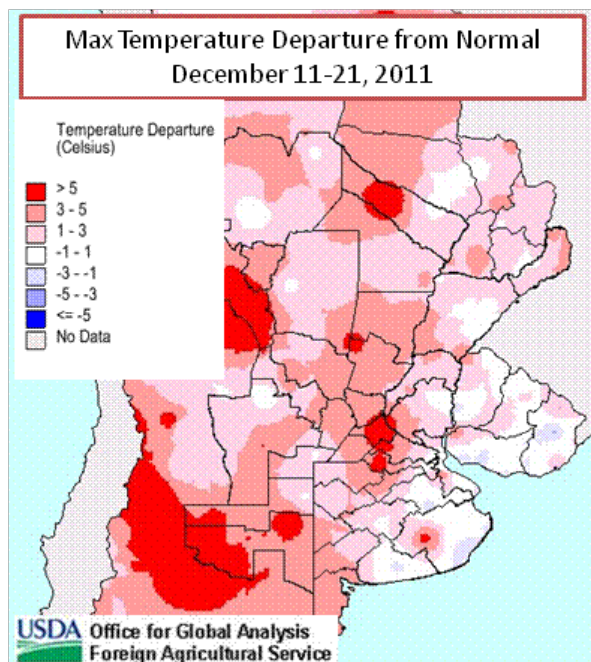 Max Temperature Departure from Normal
December 11-21, 2011
Temperature Departure
(Celsius)
> 5
3 - 5
1 - 3
-1 - 1
-3 - -1
-5 - -3
<= -5
No Data
USDA Office for Global Analysis
Foreign Agricultural Service